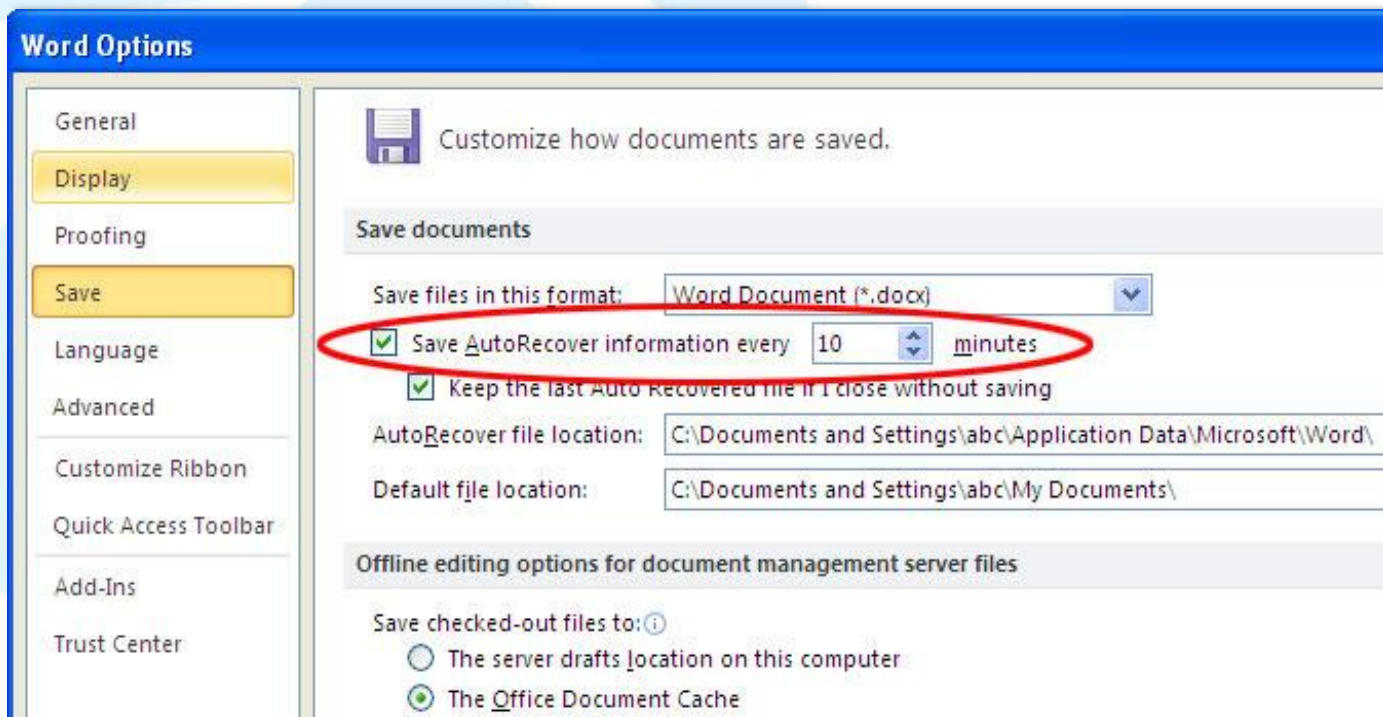 Word Options
General
Display
Proofing
Save
Language
Advanced
Customize Ribbon
Quick Access Toolbar
Add-Ins
Trust Center
Customize how documents are saved.
Save documents
Save files in this format: Word Document (*.docx)
Save AutoRecover information every 10 minutes
Keep the last Auto Recovered file if I close without saving
AutoRecover file location: C:\Documents and Settings\abc\Application Data\Microsoft\Word\
Default file location: C:\Documents and Settings\abc\My Documents\
Offline editing options for document management server files
Save checked-out files to:
The server drafts location on this computer
The Office Document Cache